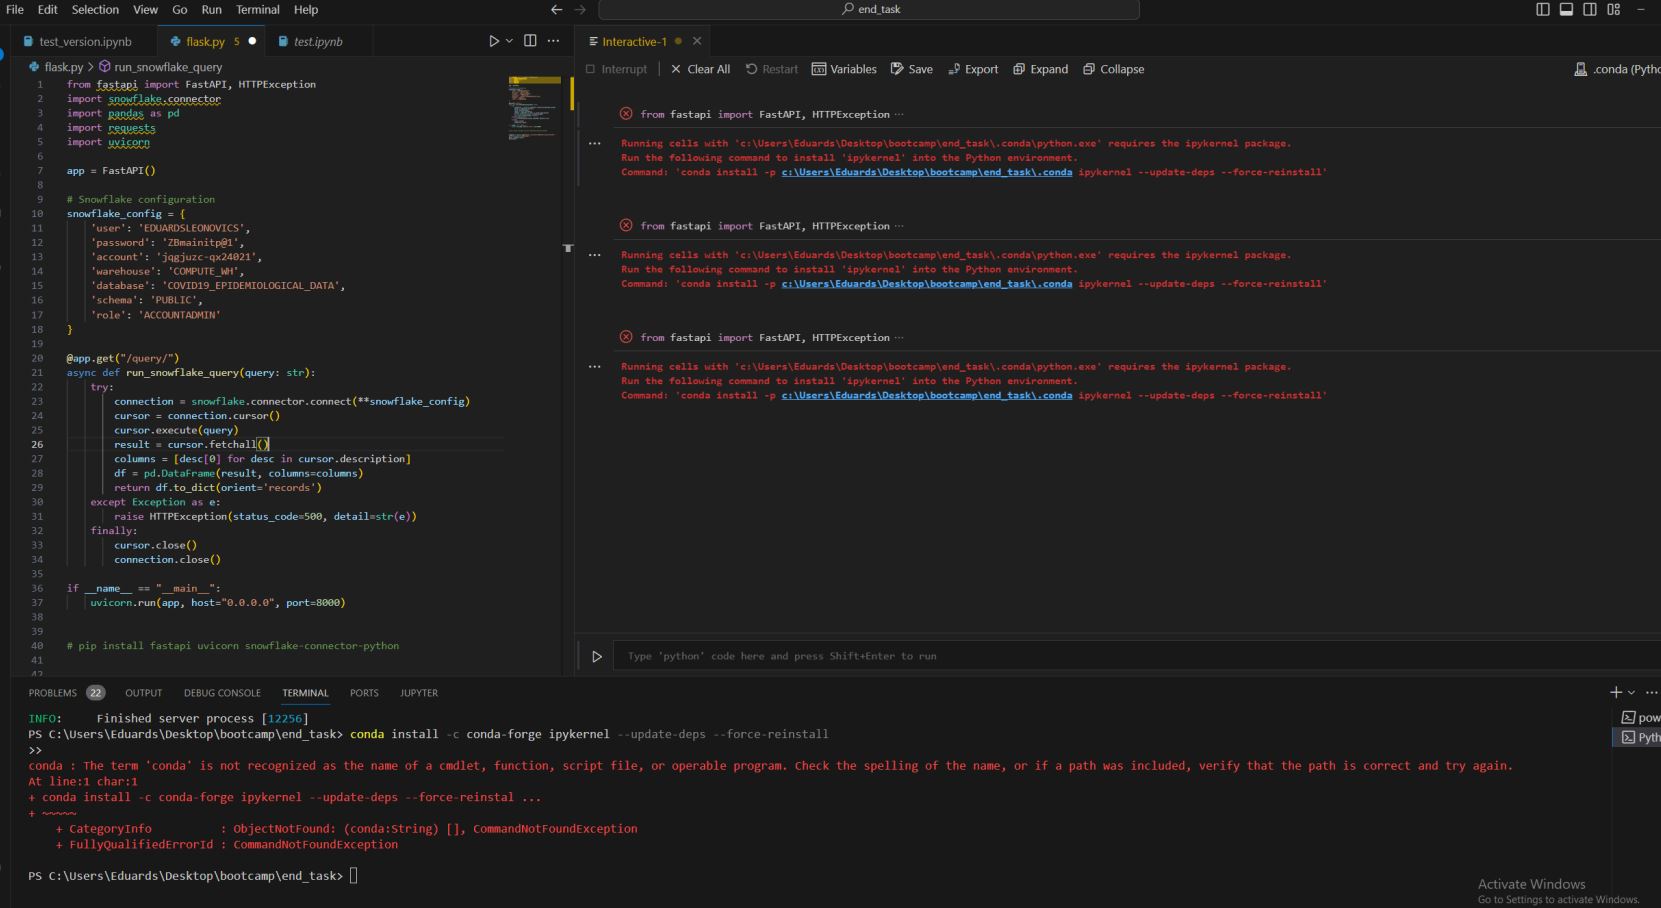 File Edit Selection View Go Run Terminal Help
end_task
test_version.ipynb
flask.py 5
test.ipynb
flask.py > run_snowflake_query
1 from fastapi import FastAPI, HTTPException
2 import snowflake.connector
3 import pandas as pd
4 import requests
5 import uvicorn
6
7 app = FastAPI()
8
9 # Snowflake configuration
10 snowflake_config = {
11 'user': 'EDUARDSLEONOVICS',
12 'password': 'ZBmainitp@1',
13 'account': 'jqgjuzc-qx24021',
14 'warehouse': 'COMPUTE_WH',
15 'database': 'COVID19_EPIDEMIOLOGICAL_DATA',
16 'schema': 'PUBLIC',
17 'role': 'ACCOUNTADMIN'
18 }
19
20 @app.get("/query/")
21 async def run_snowflake_query(query: str):
22 try:
23 connection = snowflake.connector.connect(**snowflake_config)
24 cursor = connection.cursor()
25 cursor.execute(query)
26 result = cursor.fetchall()
27 columns = [desc[0] for desc in cursor.description]
28 df = pd.DataFrame(result, columns=columns)
29 return df.to_dict(orient='records')
30 except Exception as e:
31 raise HTTPException(status_code=500, detail=str(e))
32 finally:
33 cursor.close()
34 connection.close()
35
36 if __name__ == "__main__":
37 uvicorn.run(app, host="0.0.0.0", port=8000)
38
39
40 # pip install fastapi uvicorn snowflake-connector-python
41
42
Interactive-1
Interrupt Clear All Restart Variables Save Export Expand Collapse .conda (Pytho
from fastapi import FastAPI, HTTPException ...
Running cells with 'c:\Users\Eduards\Desktop\bootcamp\end_task\.conda\python.exe' requires the ipykernel package.
Run the following command to install 'ipykernel' into the Python environment.
Command: 'conda install -p c:\Users\Eduards\Desktop\bootcamp\end_task\.conda ipykernel --update-deps --force-reinstall'
from fastapi import FastAPI, HTTPException ...
Running cells with 'c:\Users\Eduards\Desktop\bootcamp\end_task\.conda\python.exe' requires the ipykernel package.
Run the following command to install 'ipykernel' into the Python environment.
Command: 'conda install -p c:\Users\Eduards\Desktop\bootcamp\end_task\.conda ipykernel --update-deps --force-reinstall'
from fastapi import FastAPI, HTTPException ...
Running cells with 'c:\Users\Eduards\Desktop\bootcamp\end_task\.conda\python.exe' requires the ipykernel package.
Run the following command to install 'ipykernel' into the Python environment.
Command: 'conda install -p c:\Users\Eduards\Desktop\bootcamp\end_task\.conda ipykernel --update-deps --force-reinstall'
Type 'python' code here and press Shift+Enter to run
PROBLEMS 22 OUTPUT DEBUG CONSOLE TERMINAL PORTS JUPYTER
INFO: Finished server process [12256]
PS C:\Users\Eduards\Desktop\bootcamp\end_task> conda install -c conda-forge ipykernel --update-deps --force-reinstall
>>
conda : The term 'conda' is not recognized as the name of a cmdlet, function, script file, or operable program. Check the spelling of the name, or if a path was included, verify that the path is correct and try again.
At line:1 char:1
+ conda install -c conda-forge ipykernel --update-deps --force-reinstal ...
+ ~~~~~
+ CategoryInfo : ObjectNotFound: (conda:String) [], CommandNotFoundException
+ FullyQualifiedErrorId : CommandNotFoundException
PS C:\Users\Eduards\Desktop\bootcamp\end_task>
pow
Pyth
Activate Windows
Go to Settings to activate Windows.